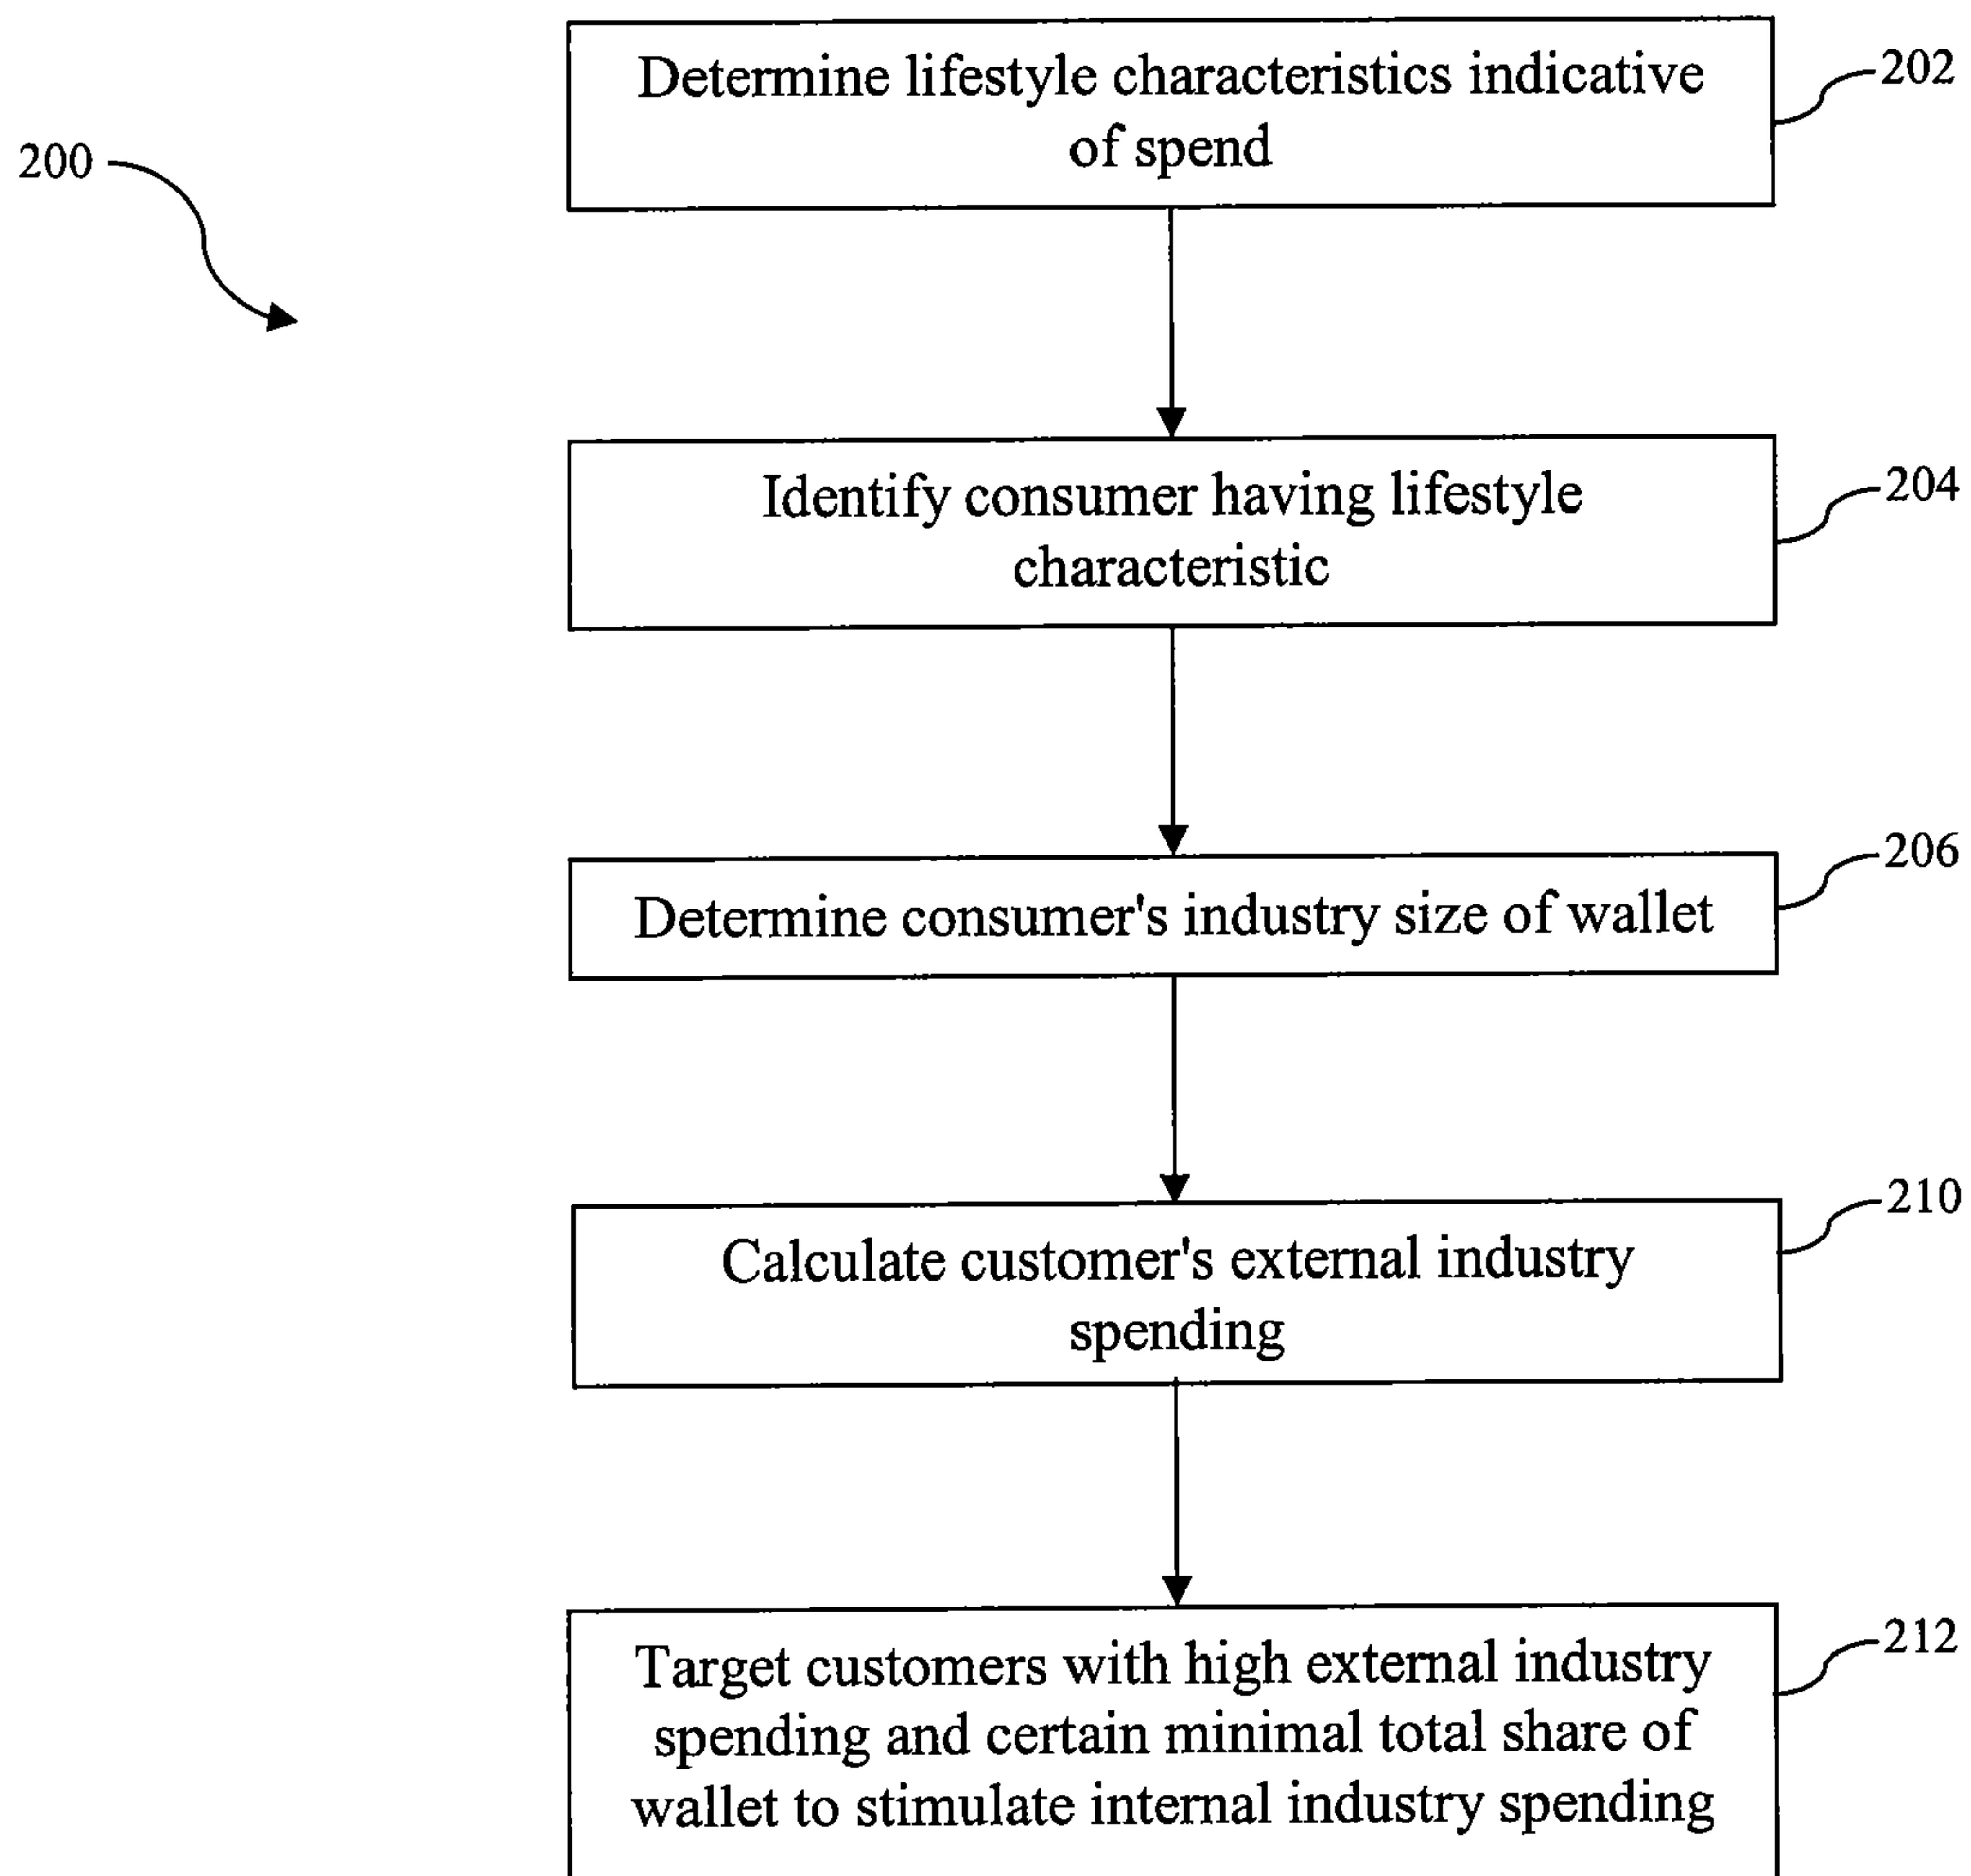 Determine lifestyle characteristics indicative
of spend
202
200
Identify consumer having lifestyle
characteristic
204
206
Determine consumer's industry size of wallet
210
Calculate customer's external industry
spending
212
Target customers with high external industry
spending and certain minimal total share of
wallet to stimulate internal industry spending